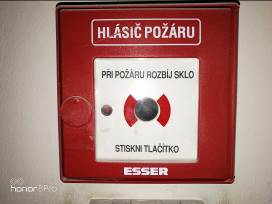 HLÁSIČ POŽÁRU
PŘI POŽÁRU ROZBIJ SKLO
STISKNI TLAČÍTKO
ESSER
honor 8 Pro